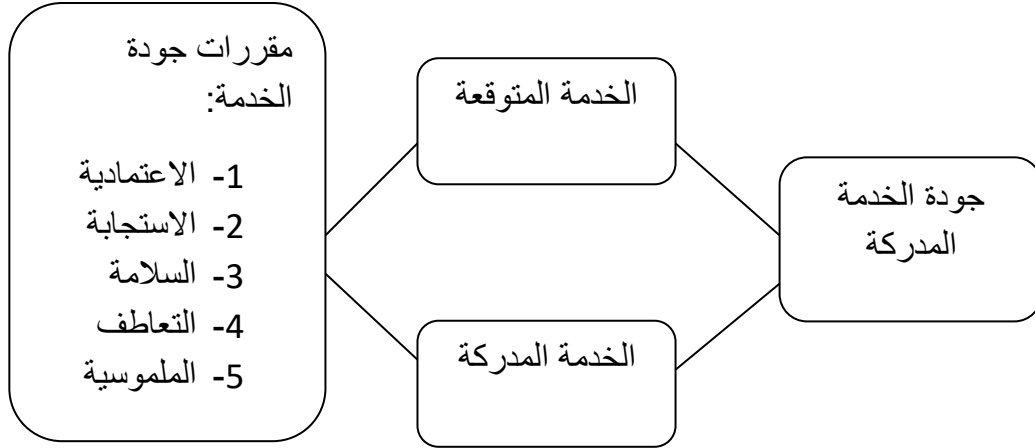 مقررات جودة
الخدمة:
1- الاعتمادية
2- الاستجابة
3- السلامة
4- التعاطف
5- الملموسية
الخدمة المتوقعة
الخدمة المدركة
جودة الخدمة
المدركة